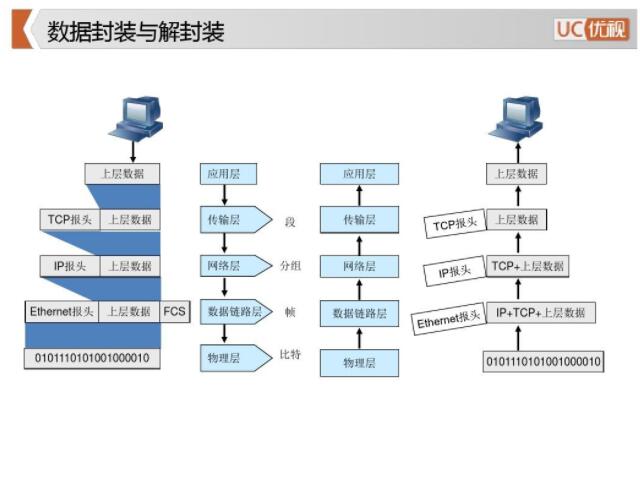 数据封装与解封装
UC优视
上层数据 应用层 应用层 上层数据
TCP报头 上层数据 传输层 段 传输层 TCP报头 上层数据
IP报头 上层数据 网络层 分组 网络层 IP报头 TCP+上层数据
Ethernet报头 上层数据 FCS 数据链路层 帧 数据链路层 Ethernet报头 IP+TCP+上层数据
0101110101001000010 物理层 比特 物理层 0101110101001000010